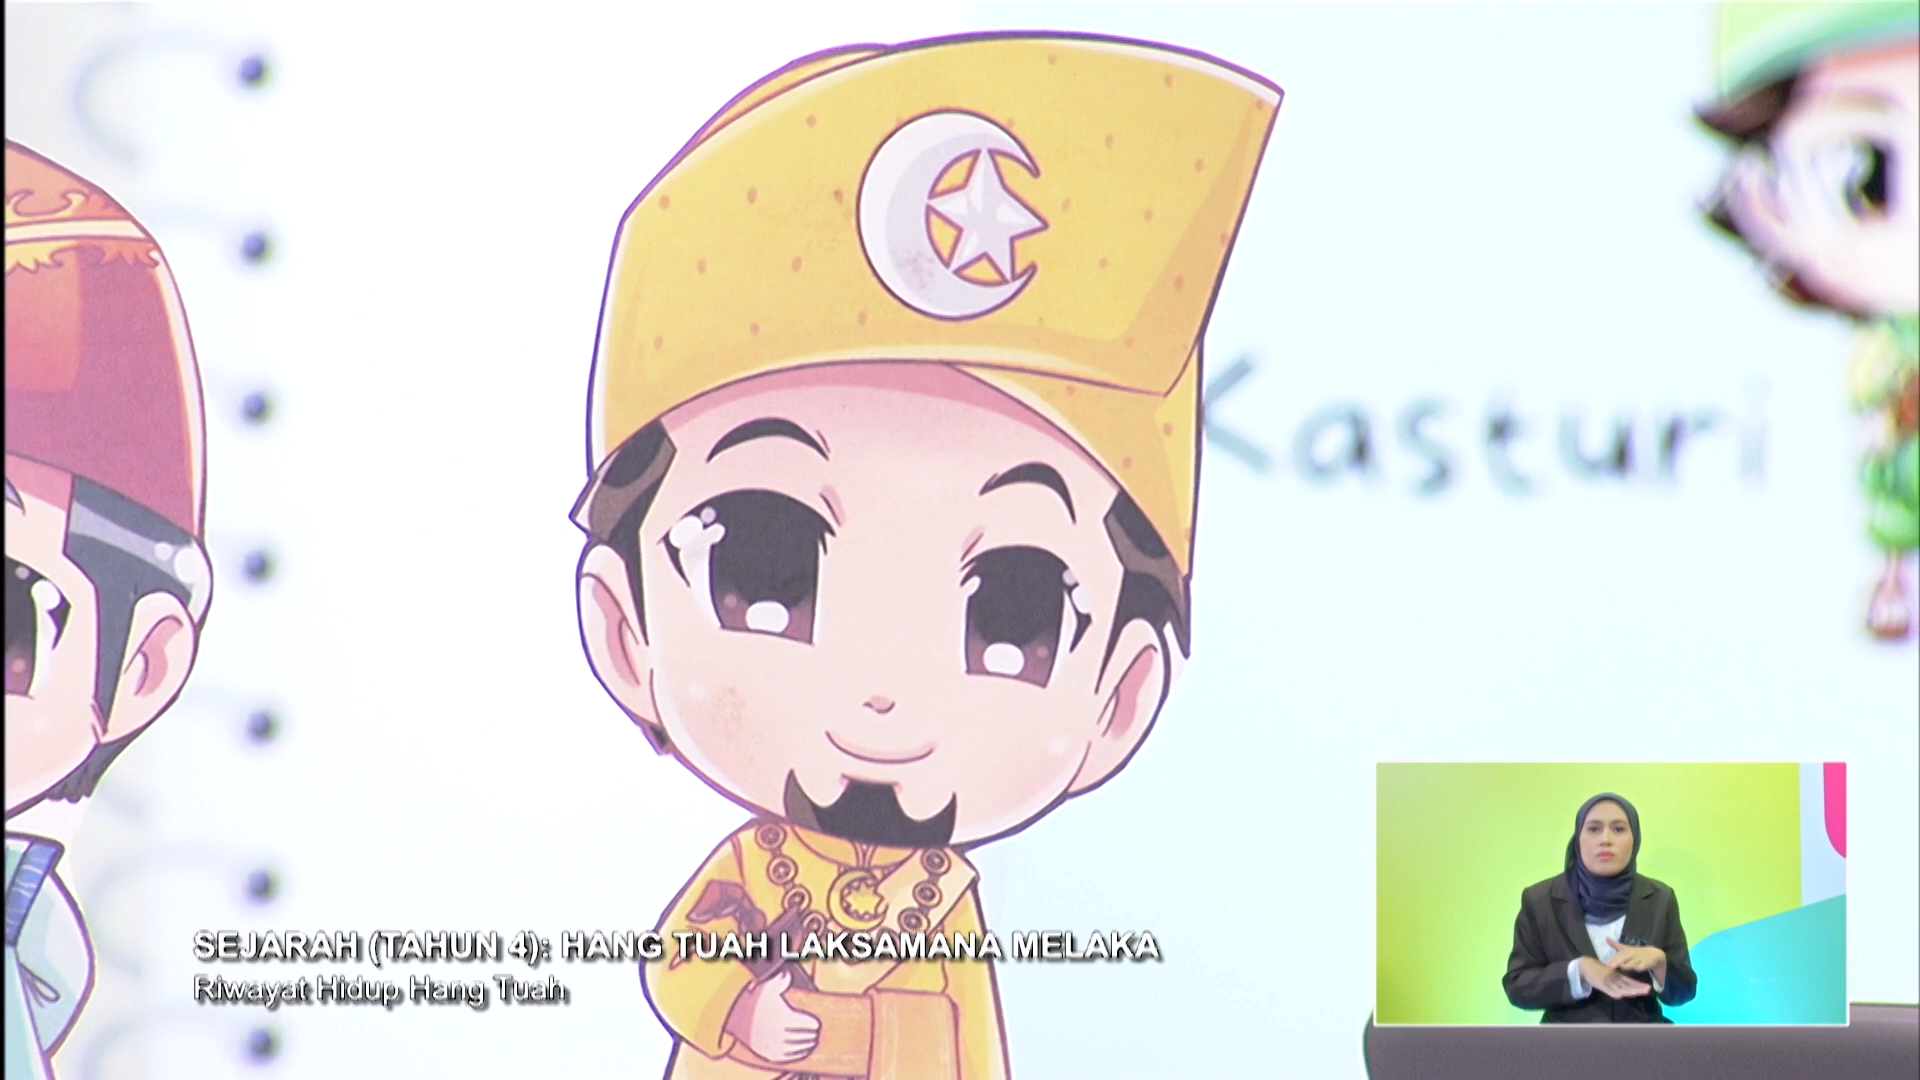 Kasturi
SEJARAH (TAHUN 4): HANG TUAH LAKSAMANA MELAKA
Riwayat Hidup Hang Tuah